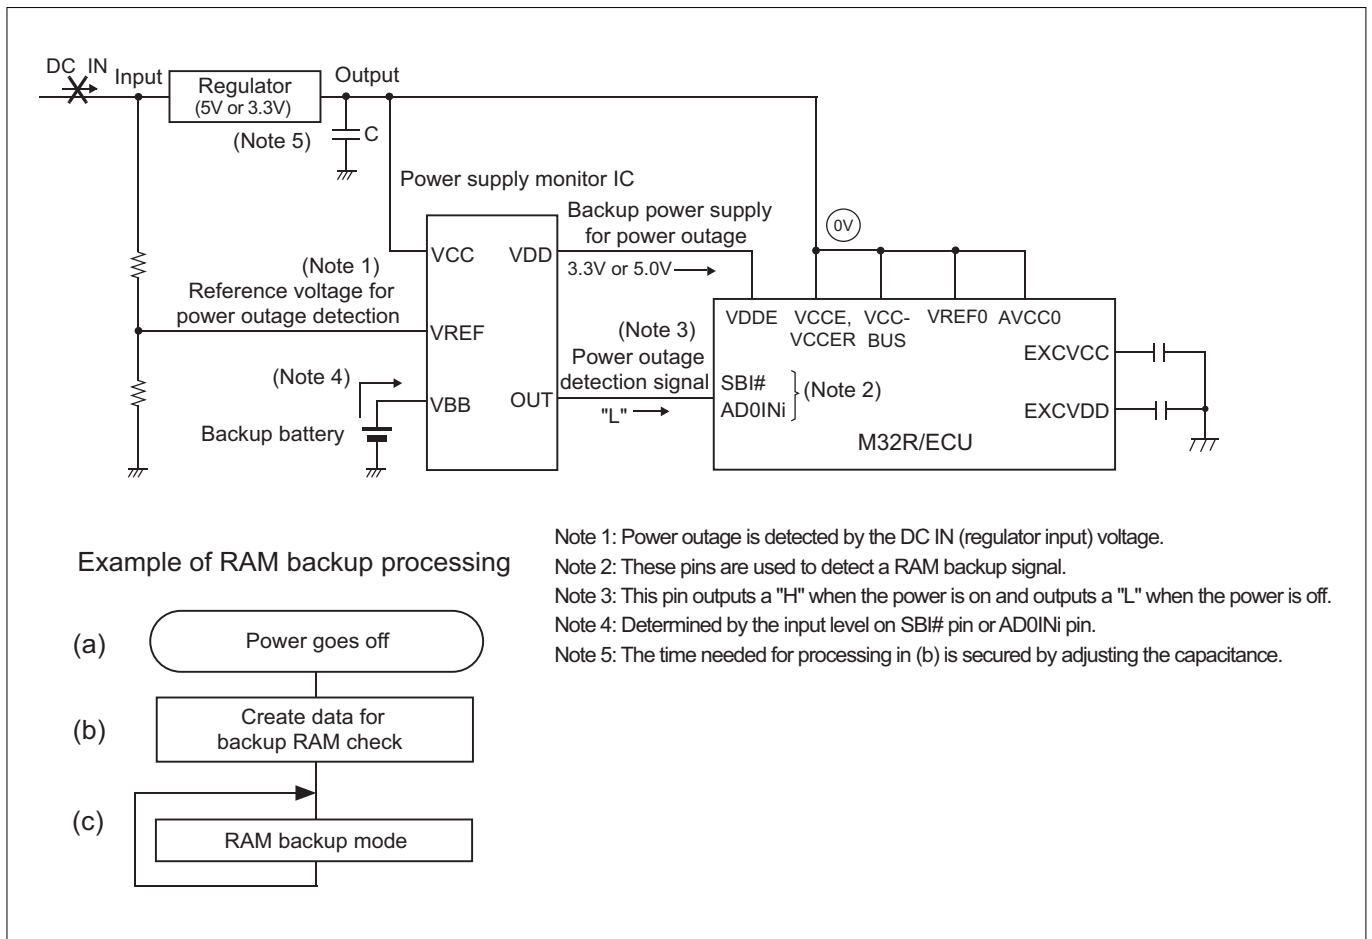 DC IN
Input
Regulator
(5V or 3.3V)
Output
(Note 5)
C
Power supply monitor IC
Backup power supply
for power outage
0V
VCC
VDD
3.3V or 5.0V
(Note 1)
Reference voltage for
power outage detection
VREF
(Note 3)
Power outage
detection signal
VDDE
VCCE,
VCCER
VCC-
BUS
VREF0
AVCC0
EXCVCC
(Note 4)
VBB
OUT
"L"
SBI#
AD0INi
(Note 2)
EXCVDD
Backup battery
M32R/ECU
Example of RAM backup processing
(a)
Power goes off
(b)
Create data for
backup RAM check
(c)
RAM backup mode
Note 1: Power outage is detected by the DC IN (regulator input) voltage.
Note 2: These pins are used to detect a RAM backup signal.
Note 3: This pin outputs a "H" when the power is on and outputs a "L" when the power is off.
Note 4: Determined by the input level on SBI# pin or AD0INi pin.
Note 5: The time needed for processing in (b) is secured by adjusting the capacitance.